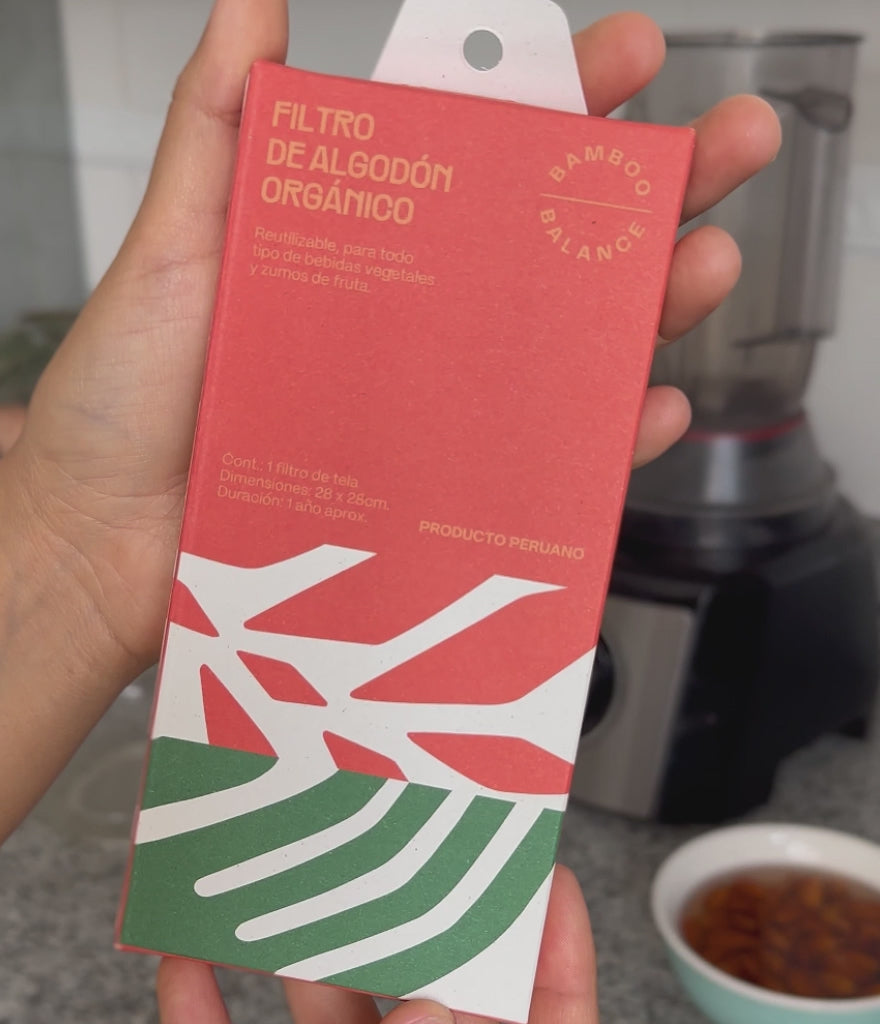 FILTRO
DE ALGODÓN
ORGÁNICO
BAMBOO
BALANCE
Reutilizable, para todo
tipo de bebidas vegetales
y zumos de fruta.
Cont.: 1 filtro de tela
Dimensiones: 28 x 28cm.
Duración: 1 año aprox.
PRODUCTO PERUANO